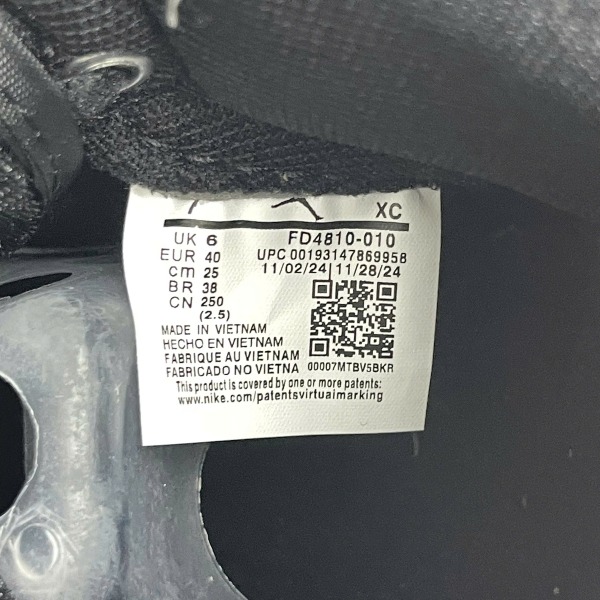 7
XC
UK 6
EUR 40
cm 25
BR 38
CN 250
(2.5)
FD4810-010
UPC 00193147869958
11/02/24|11/28/24
00007MTBV5BKR
MADE IN VIETNAM
HECHO EN VIETNAM
FABRIQUE AU VIETNAM
FABRICADO NO VIETNA
This product is covered by one or more patents:
www.nike.com/patentsvirtualmarking